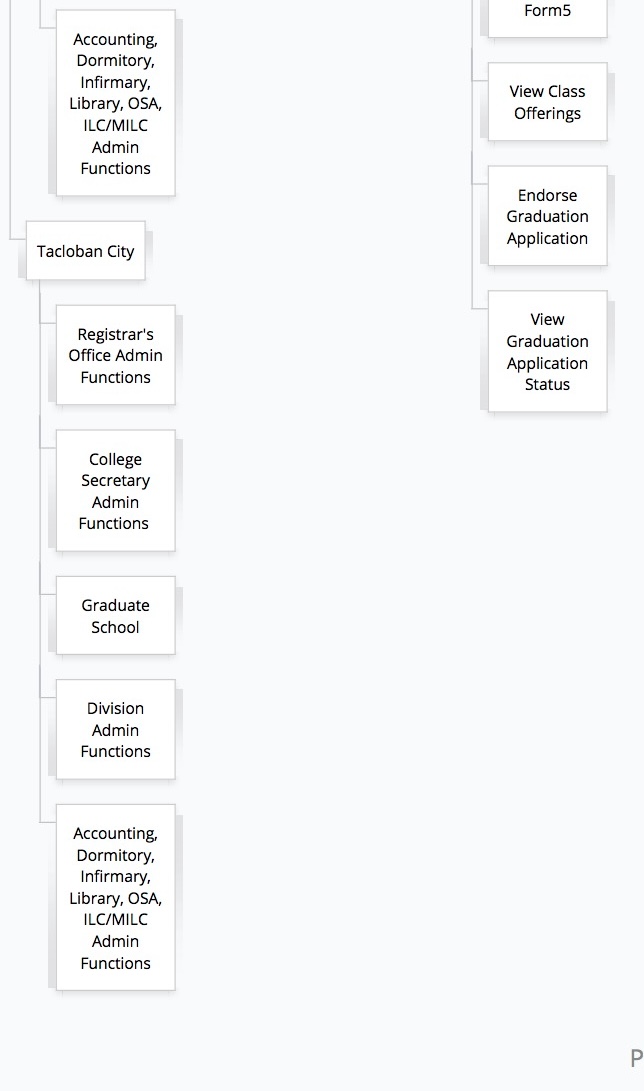 Accounting,
Dormitory,
Infirmary,
Library, OSA,
ILC/MILC
Admin
Functions
Tacloban City
Registrar's
Office Admin
Functions
College
Secretary
Admin
Functions
Graduate
School
Division
Admin
Functions
Accounting,
Dormitory,
Infirmary,
Library, OSA,
ILC/MILC
Admin
Functions
Form5
View Class
Offerings
Endorse
Graduation
Application
View
Graduation
Application
Status
P